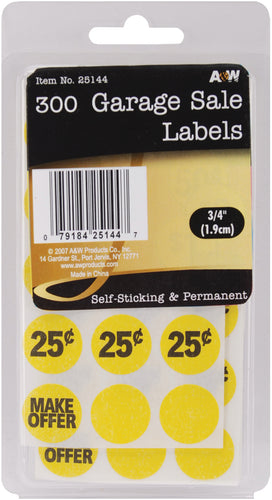 A&W
Item No. 25144
300 Garage Sale
Labels
0 79184 25144 7
© 2007 A&W Products Co., Inc.
14 Gardner St., Port Jervis, NY 12771
www.awproducts.com
Made in China
3/4"
(1.9cm)
Self-Sticking & Permanent
25¢ 25¢ 25¢
MAKE
OFFER
OFFER